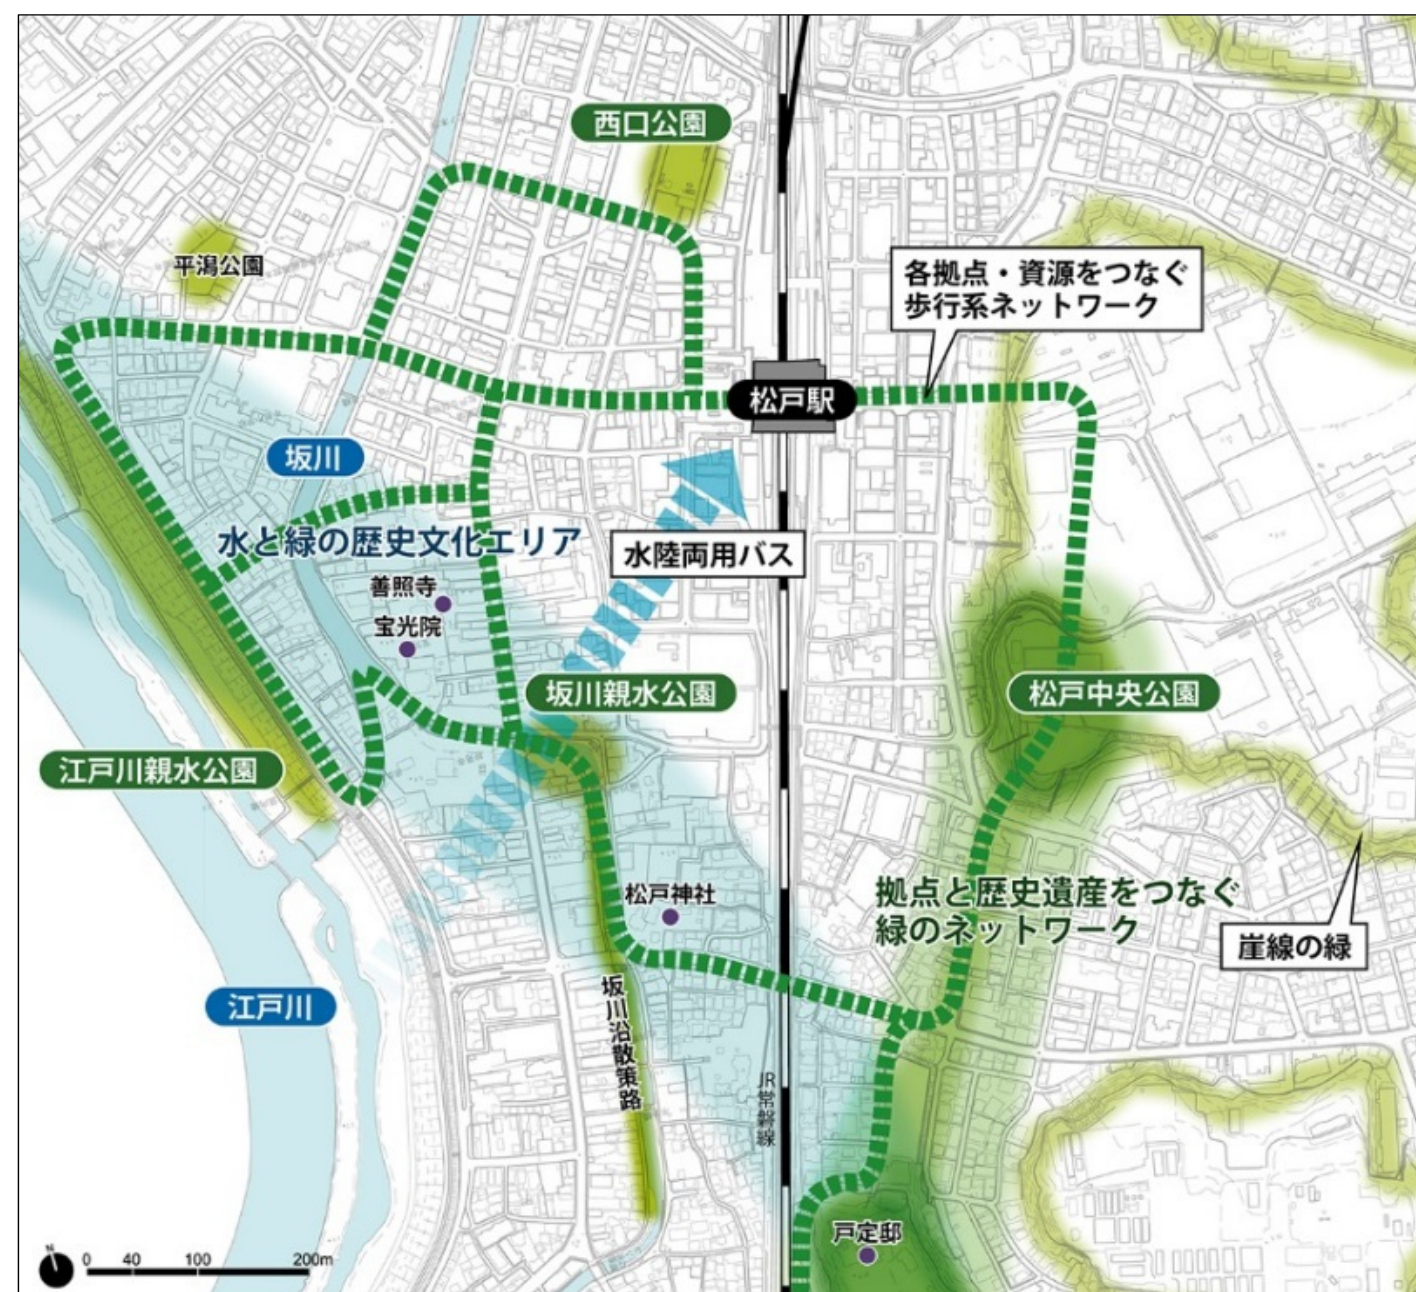 西口公園
平潟公園
各拠点・資源をつなぐ
歩行系ネットワーク
松戸駅
坂川
水と緑の歴史文化エリア
水陸両用バス
善照寺
宝光院
坂川親水公園
松戸中央公園
江戸川親水公園
松戸神社
拠点と歴史遺産をつなぐ
緑のネットワーク
崖線の緑
江戸川
坂川沿散策路
JR常磐線
戸定邸
N
0 40 100 200m